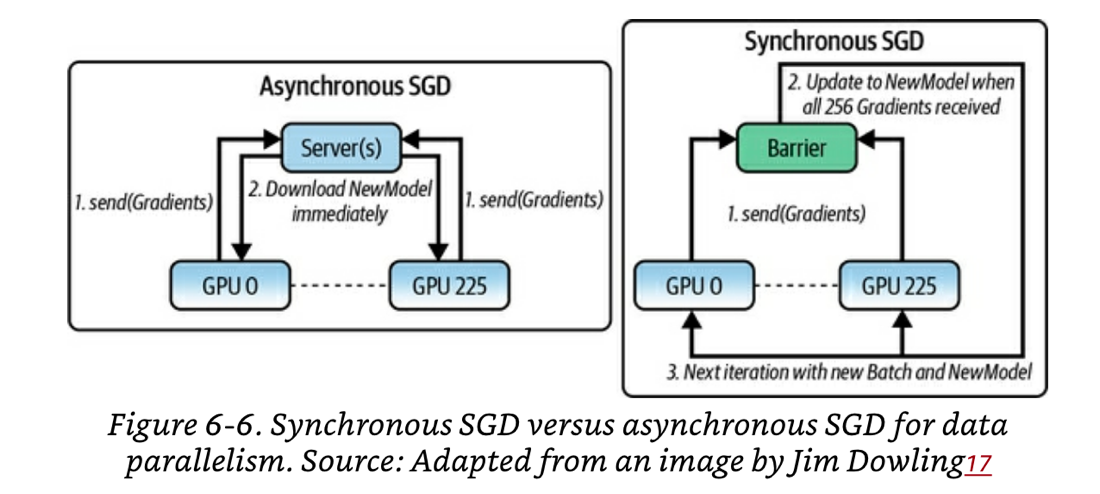 Asynchronous SGD
Server(s)
1. send(Gradients)
2. Download NewModel
immediately
1. send(Gradients)
GPU 0
GPU 225
Synchronous SGD
2. Update to NewModel when
all 256 Gradients received
Barrier
1. send(Gradients)
GPU 0
GPU 225
3. Next iteration with new Batch and NewModel
Figure 6-6. Synchronous SGD versus asynchronous SGD for data
parallelism. Source: Adapted from an image by Jim Dowling17